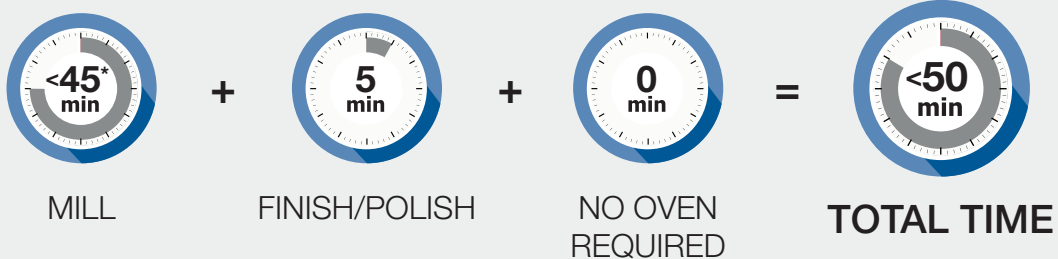 <45*
min
+
5
min
+
0
min
=
<50
min
MILL
FINISH/POLISH
NO OVEN
REQUIRED
TOTAL TIME